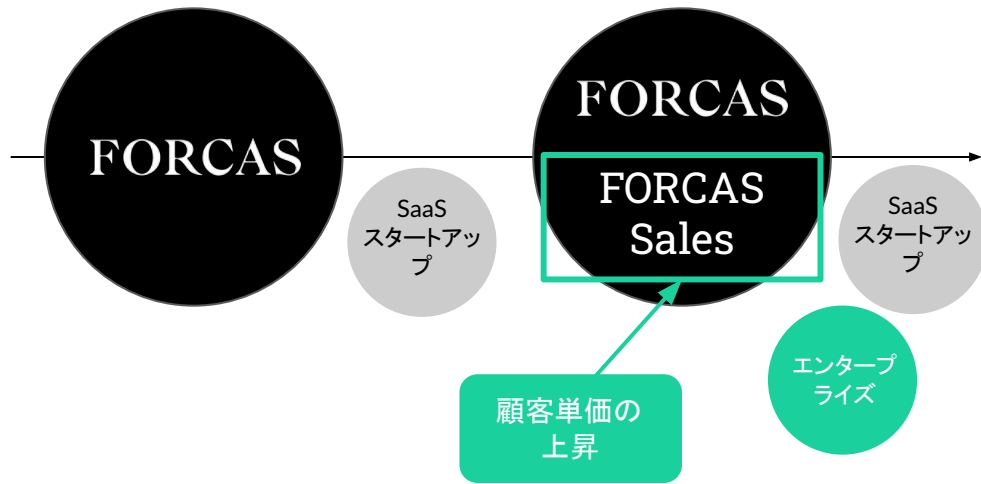 FORCAS
SaaS
スタートアッ
プ
FORCAS
FORCAS
Sales
SaaS
スタートアッ
プ
エンタープ
ライズ
顧客単価の
上昇